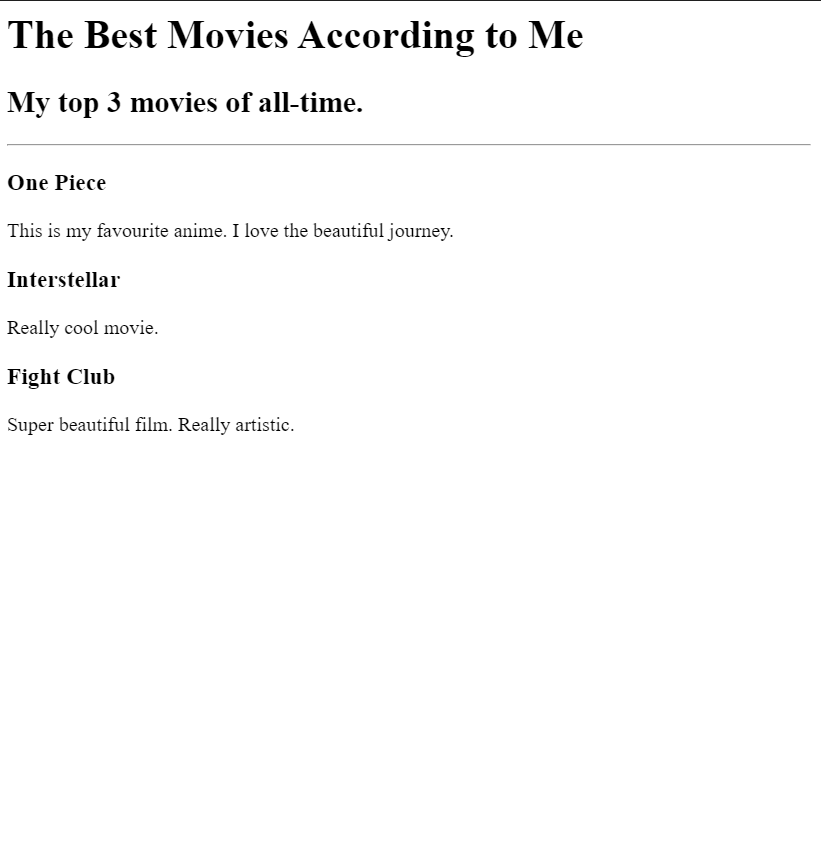 The Best Movies According to Me
My top 3 movies of all-time.
One Piece
This is my favourite anime. I love the beautiful journey.
Interstellar
Really cool movie.
Fight Club
Super beautiful film. Really artistic.